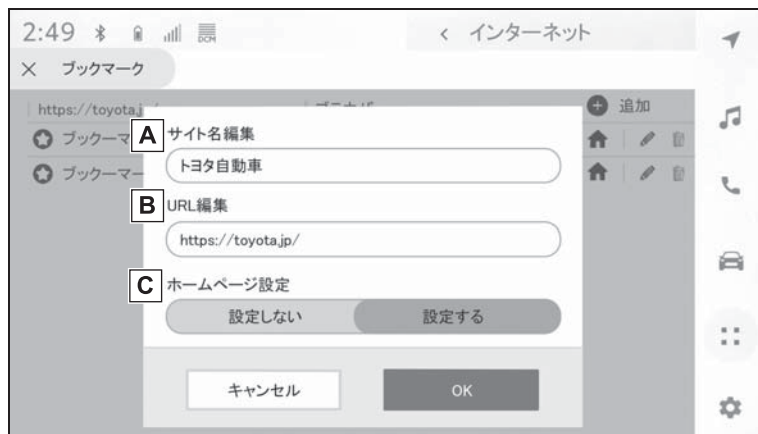 2:49 DCM < インターネット
× ブックマーク
https://toyota.j
追加
ブックーマ
ブックーマー
A サイト名編集
トヨタ自動車
B URL編集
https://toyota.jp/
C ホームページ設定
設定しない 設定する
キャンセル OK